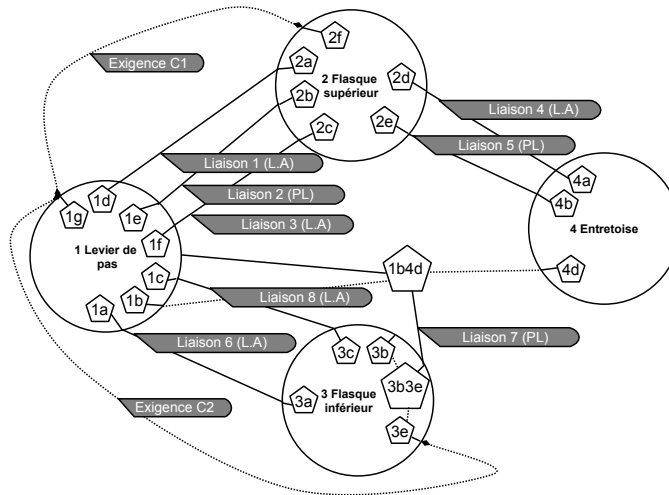 2f
Exigence C1
2a
2d
2 Flasque
supérieur
2b
2c
2e
Liaison 4 (L.A)
Liaison 5 (PL)
Liaison 1 (L.A)
Liaison 2 (PL)
Liaison 3 (L.A)
4a
4b
4 Entretoise
4d
1d
1g
1e
1f
1 Levier de
pas
1c
1b
1a
1b4d
Liaison 8 (L.A)
Liaison 6 (L.A)
Liaison 7 (PL)
3c
3b
3b3e
3 Flasque
inférieur
3a
3e
Exigence C2